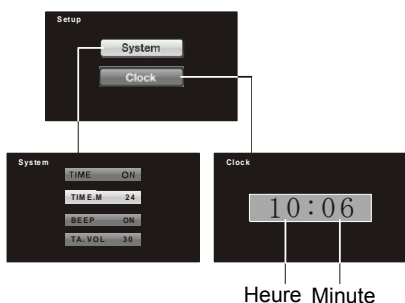 Setup
System
Clock
System
TIME ON
TIME.M 24
BEEP ON
TA.VOL 30
Clock
10:06
Heure Minute